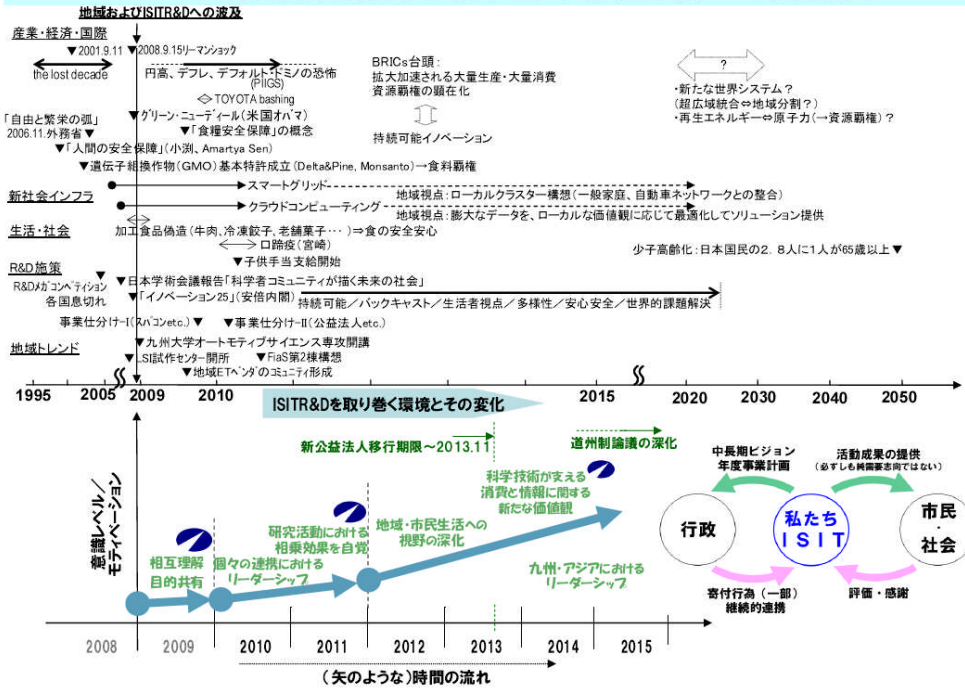 地域およびISITR&Dへの波及
産業・経済・国際
▼2001.9.11
▼2008.9.15リーマンショック
the lost decade
円高、デフレ、デフォルト・ドミノの恐怖
(PIIGS)
TOYOTA bashing
BRICs台頭:
拡大加速される大量生産・大量消費
資源覇権の顕在化
持続可能イノベーション
?
・新たな世界システム?
(超広域統合⇔地域分割?)
・再生エネルギー⇔原子力(→資源覇権)?
「自由と繁栄の弧」
2006.11.外務省▼
▼グリーン・ニューディール(米国オバマ)
▼「食糧安全保障」の概念
▼「人間の安全保障」(小渕、Amartya Sen)
▼遺伝子組換作物(GMO)基本特許成立(Delta&Pine, Monsanto)→食料覇権
新社会インフラ
スマートグリッド
地域視点:ローカルクラスター構想(一般家庭、自動車ネットワークとの整合)
クラウドコンピューティング
地域視点:膨大なデータを、ローカルな価値観に応じて最適化してソリューション提供
生活・社会
加工食品偽造(牛肉、冷凍餃子、老舗菓子・・・)⇒食の安全安心
口蹄疫(宮崎)
▼子供手当支給開始
少子高齢化:日本国民の2.8人に1人が65歳以上▼
R&D施策
R&Dメガコンペティション
各国息切れ
▼日本学術会議報告「科学者コミュニティが描く未来の社会」
▼「イノベーション25」(安倍内閣)
持続可能/バックキャスト/生活者視点/多様性/安心安全/世界的課題解決
事業仕分け-I(スパコンetc.)▼
▼事業仕分け-II(公益法人etc.)
地域トレンド
▼九州大学オートモティブサイエンス専攻開講
▼LSI試作センター開所
▼FiaS第2棟構想
▼地域ETベンダのコミュニティ形成
1995
2005
2009
2010
2015
2020
2030
2040
2050
ISITR&Dを取り巻く環境とその変化
新公益法人移行期限~2013.11
道州制論議の深化
意識レベル/
モティベーション
相互理解
目的共有
個々の連携における
リーダーシップ
研究活動における
相乗効果を自覚
地域・市民生活への
視野の深化
科学技術が支える
消費と情報に関する
新たな価値観
九州・アジアにおける
リーダーシップ
中長期ビジョン
年度事業計画
活動成果の提供
(必ずしも純需要志向ではない)
行政
私たち
ISIT
市民
・
社会
寄付行為(一部)
継続的連携
評価・感謝
2008
2009
2010
2011
2012
2013
2014
2015
(矢のような)時間の流れ